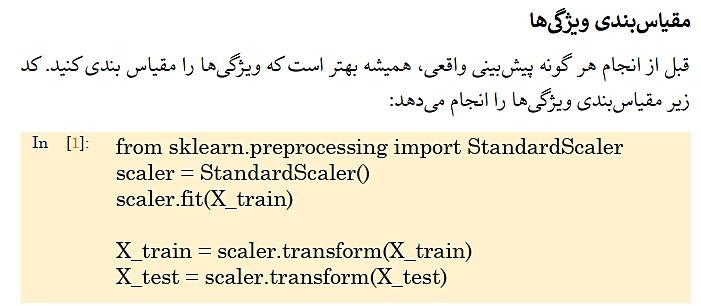 مقیاس‌بندی ویژگی‌ها
قبل از انجام هر گونه پیش‌بینی واقعی، همیشه بهتر است که ویژگی‌ها را مقیاس بندی کنید. کد
زیر مقیاس‌بندی ویژگی‌ها را انجام می‌دهد:
In [1]: from sklearn.preprocessing import StandardScaler
scaler = StandardScaler()
scaler.fit(X_train)
X_train = scaler.transform(X_train)
X_test = scaler.transform(X_test)